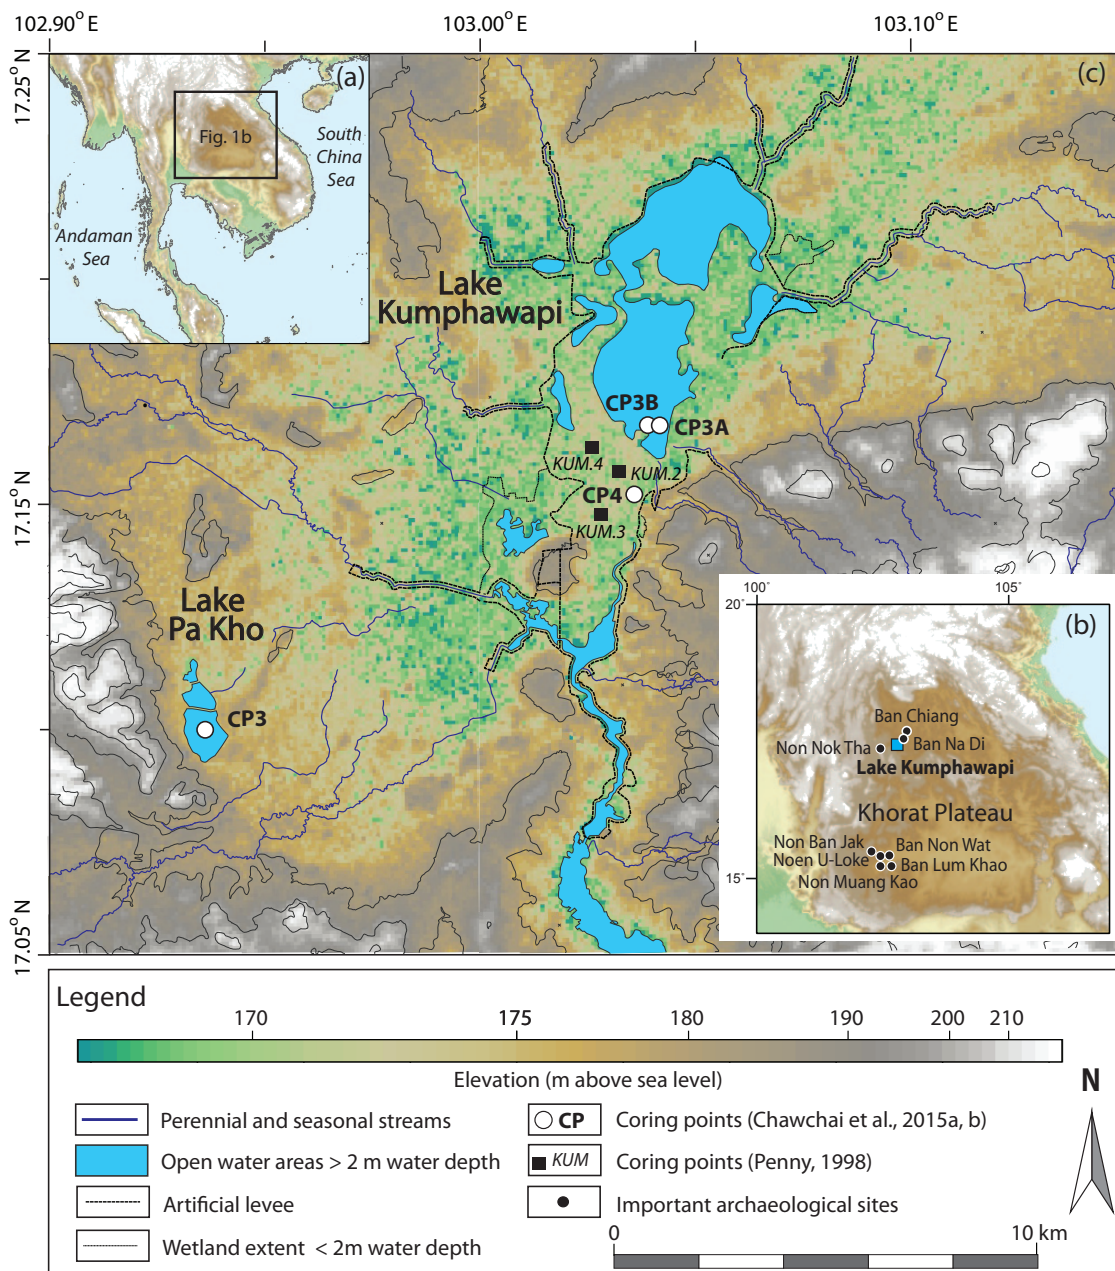 102.90° E
103.00° E
103.10° E
17.25° N
17.15° N
17.05° N
(a)
Fig. 1b
South
China
Sea
Andaman
Sea
(c)
Lake
Kumphawapi
CP3B
CP3A
KUM.4
KUM.2
CP4
KUM.3
Lake
Pa Kho
CP3
100°
105°
20°
15°
(b)
Ban Chiang
Non Nok Tha
Ban Na Di
Lake Kumphawapi
Khorat Plateau
Non Ban Jak
Ban Non Wat
Noen U-Loke
Ban Lum Khao
Non Muang Kao
Legend
170
175
180
190
200
210
Elevation (m above sea level)
N
Perennial and seasonal streams
CP
Coring points (Chawchai et al., 2015a, b)
Open water areas > 2 m water depth
KUM
Coring points (Penny, 1998)
Artificial levee
Important archaeological sites
Wetland extent < 2m water depth
0
10 km